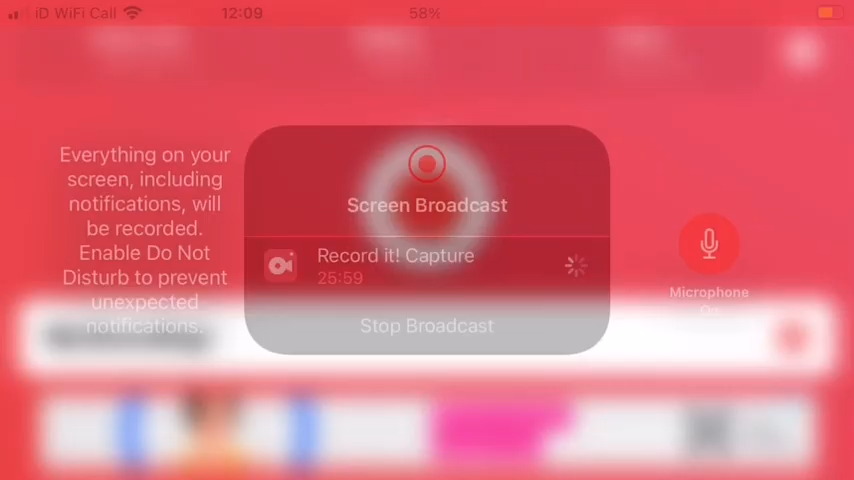 iD WiFi Call
12:09
58%
Everything on your
screen, including
notifications, will
be recorded.
Enable Do Not
Disturb to prevent
unexpected
notifications.
Screen Broadcast
Record it! Capture
25:59
Stop Broadcast
Microphone
On